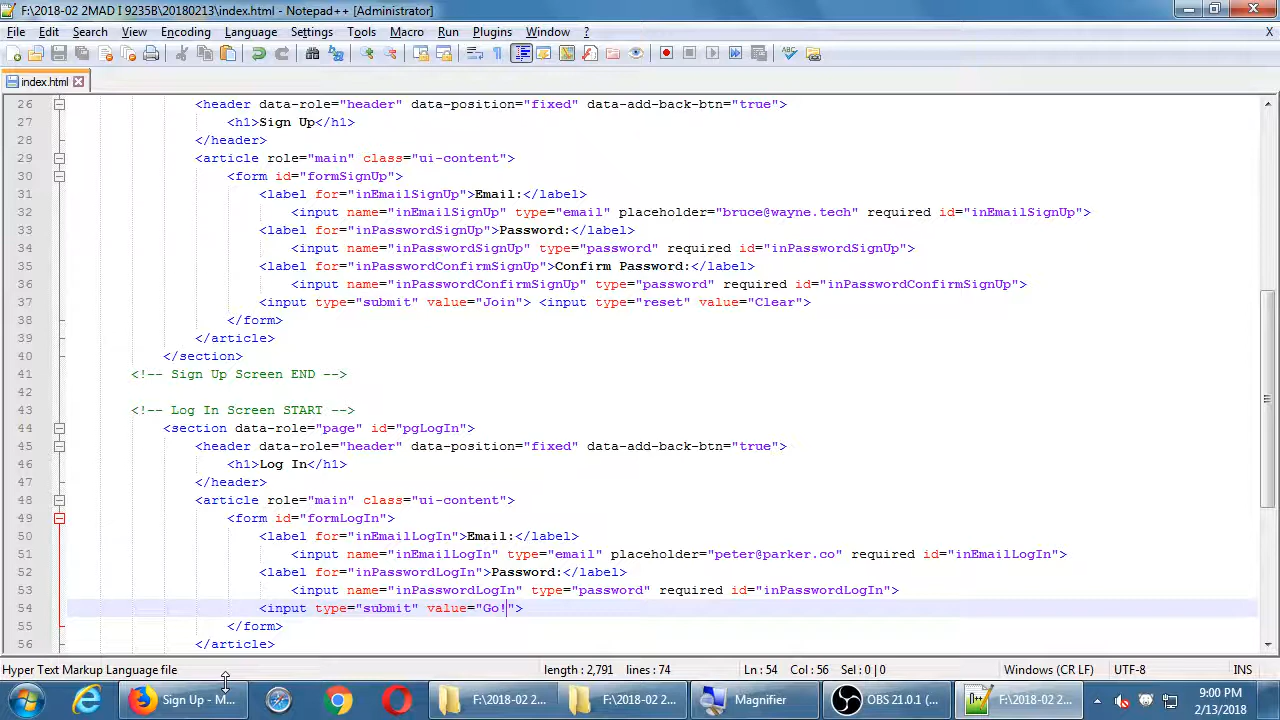 F:\2018-02 2MAD I 9235B\20180213\index.html - Notepad++ [Administrator]
File Edit Search View Encoding Language Settings Tools Macro Run Plugins Window ? X
index.html
26 <header data-role="header" data-position="fixed" data-add-back-btn="true">
27 <h1>Sign Up</h1>
28 </header>
29 <article role="main" class="ui-content">
30 <form id="formSignUp">
31 <label for="inEmailSignUp">Email:</label>
32 <input name="inEmailSignUp" type="email" placeholder="bruce@wayne.tech" required id="inEmailSignUp">
33 <label for="inPasswordSignUp">Password:</label>
34 <input name="inPasswordSignUp" type="password" required id="inPasswordSignUp">
35 <label for="inPasswordConfirmSignUp">Confirm Password:</label>
36 <input name="inPasswordConfirmSignUp" type="password" required id="inPasswordConfirmSignUp">
37 <input type="submit" value="Join"> <input type="reset" value="Clear">
38 </form>
39 </article>
40 </section>
41 <!-- Sign Up Screen END -->
42
43 <!-- Log In Screen START -->
44 <section data-role="page" id="pgLogIn">
45 <header data-role="header" data-position="fixed" data-add-back-btn="true">
46 <h1>Log In</h1>
47 </header>
48 <article role="main" class="ui-content">
49 <form id="formLogIn">
50 <label for="inEmailLogIn">Email:</label>
51 <input name="inEmailLogIn" type="email" placeholder="peter@parker.co" required id="inEmailLogIn">
52 <label for="inPasswordLogIn">Password:</label>
53 <input name="inPasswordLogIn" type="password" required id="inPasswordLogIn">
54 <input type="submit" value="Go!">
55 </form>
56 </article>
Hyper Text Markup Language file length : 2,791 lines : 74 Ln : 54 Col : 56 Sel : 0 | 0 Windows (CR LF) UTF-8 INS
Sign Up - M... F:\2018-02 2... F:\2018-02 2... Magnifier OBS 21.0.1 (... F:\2018-02 2... 9:00 PM
2/13/2018